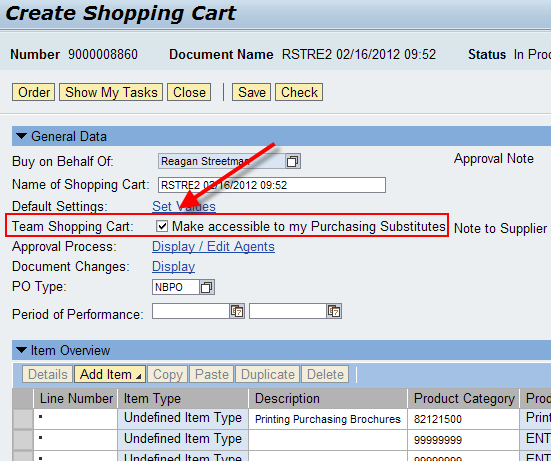 Create Shopping Cart
Number 9000008860 Document Name RSTRE2 02/16/2012 09:52 Status In Proc
Order Show My Tasks Close Save Check
General Data
Buy on Behalf Of: Reagan Streetman Approval Note
Name of Shopping Cart: RSTRE2 02/16/2012 09:52
Default Settings: Set Values
Team Shopping Cart: Make accessible to my Purchasing Substitutes Note to Supplier
Approval Process: Display / Edit Agents
Document Changes: Display
PO Type: NBPO
Period of Performance:
Item Overview
Details Add Item Copy Paste Duplicate Delete
Line Number Item Type Description Product Category Prod
Undefined Item Type Printing Purchasing Brochures 82121500 Print
Undefined Item Type 99999999 ENT
Undefined Item Type 99999999 ENT